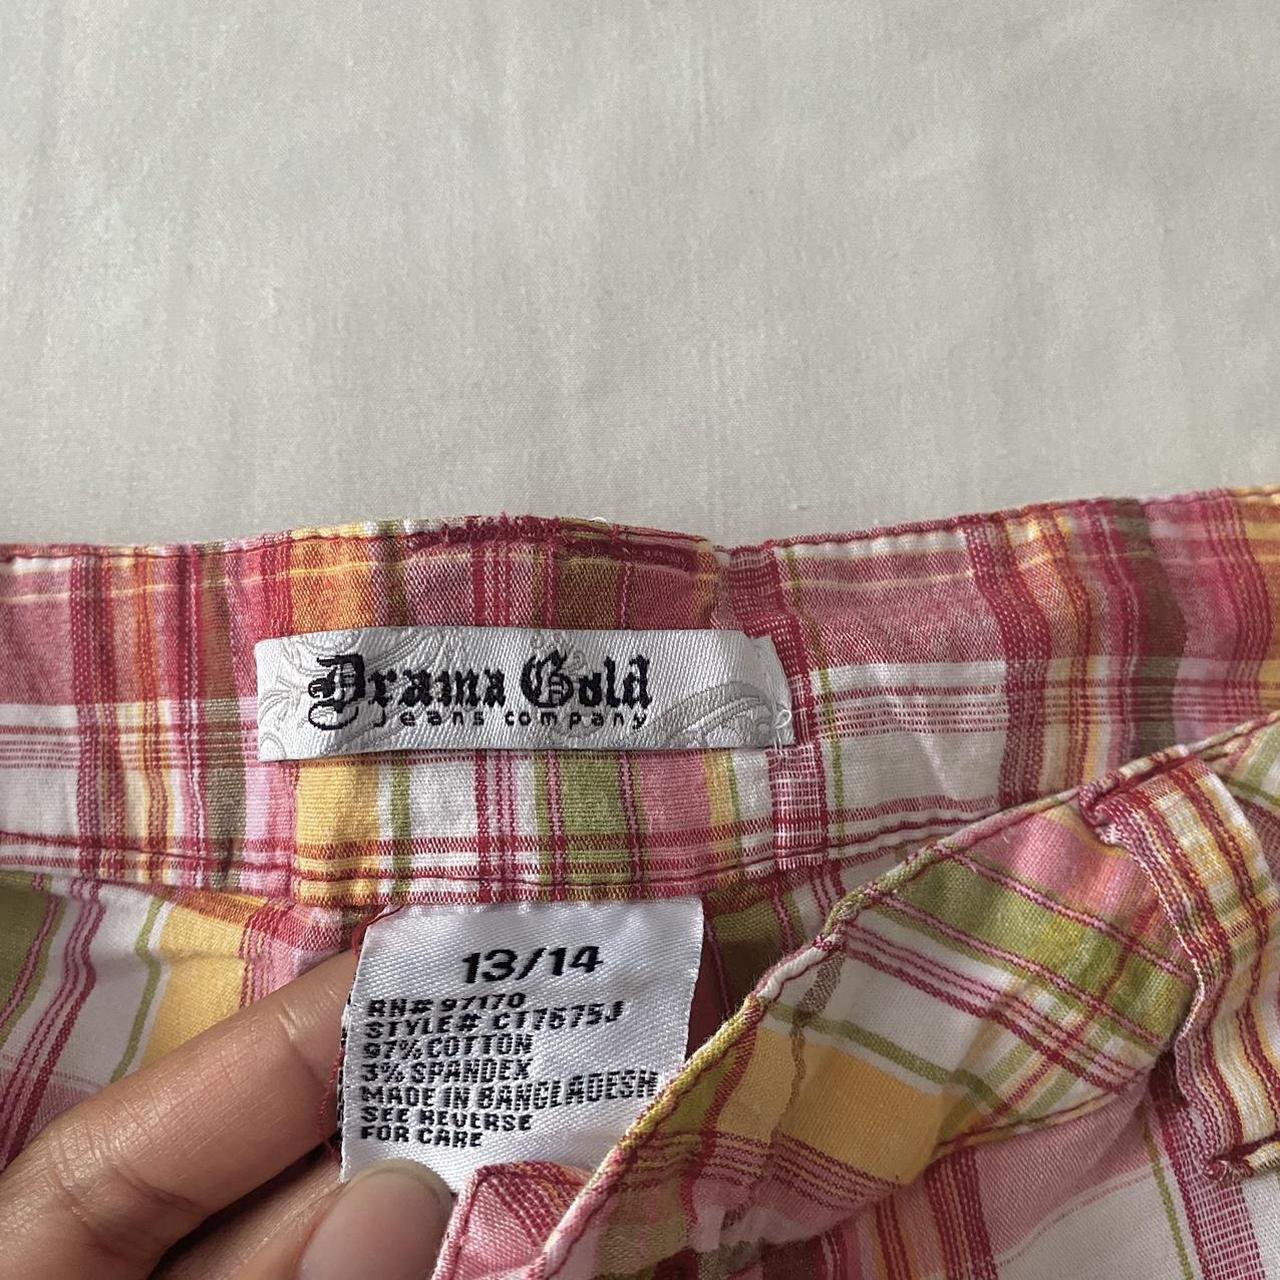 Drama Gold
jeans company
13/14
RN# 97170
STYLE# CT7675J
97% COTTON
3% SPANDEX
MADE IN BANGLADESH
SEE REVERSE
FOR CARE